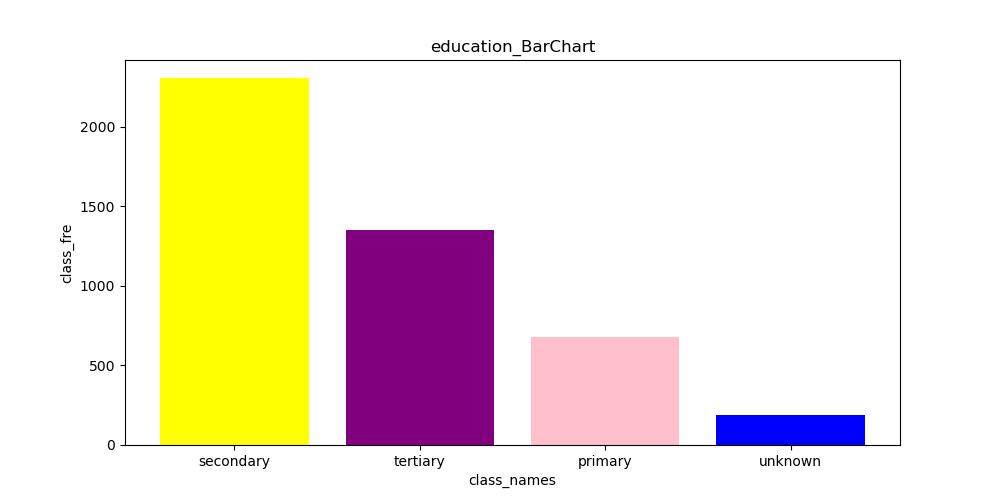 education_BarChart
class_fre
2000
1500
1000
500
0
secondary tertiary primary unknown
class_names